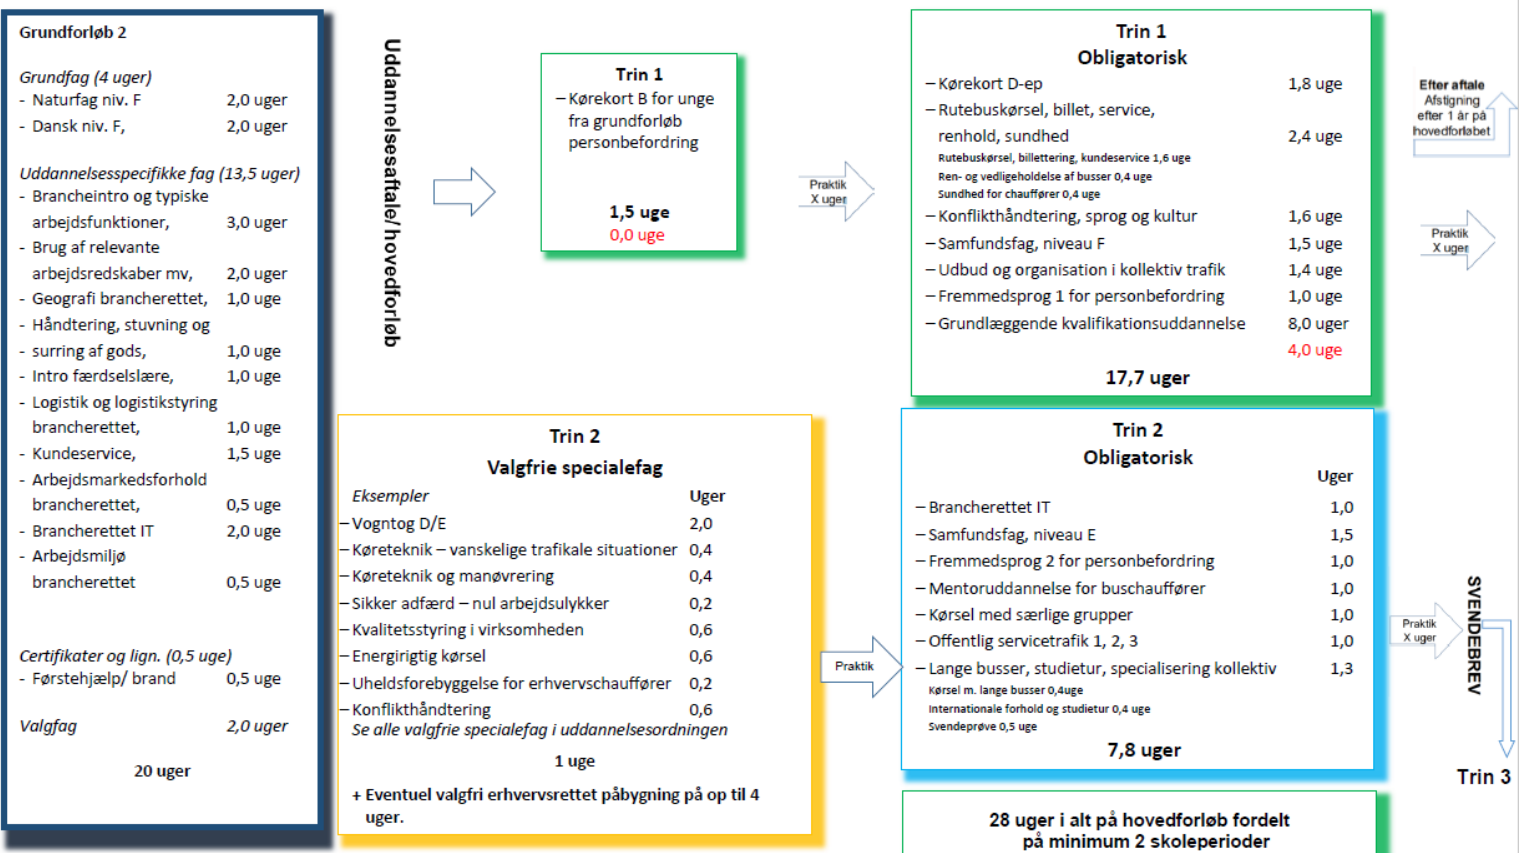 Grundforløb 2
Grundfag (4 uger)
- Naturfag niv. F 2,0 uger
- Dansk niv. F, 2,0 uger
Uddannelsesspecifikke fag (13,5 uger)
- Brancheintro og typiske
arbejdsfunktioner, 3,0 uger
- Brug af relevante
arbejdsredskaber mv, 2,0 uger
- Geografi brancherettet, 1,0 uge
- Håndtering, stuvning og
- surring af gods, 1,0 uge
- Intro færdselslære, 1,0 uge
- Logistik og logistikstyring
brancherettet, 1,0 uge
- Kundeservice, 1,5 uge
- Arbejdsmarkedsforhold
brancherettet, 0,5 uge
- Brancherettet IT 2,0 uge
- Arbejdsmiljø
brancherettet 0,5 uge
Certifikater og lign. (0,5 uge)
- Førstehjælp/ brand 0,5 uge
Valgfag 2,0 uger
20 uger
Uddannelsesaftale/hovedforløb
Trin 1
– Kørekort B for unge
fra grundforløb
personbefordring
1,5 uge
0,0 uge
Praktik
X uger
Trin 1
Obligatorisk
– Kørekort D-ep 1,8 uge
– Rutebuskørsel, billet, service,
renhold, sundhed 2,4 uge
Rutebuskørsel, billettering, kundeservice 1,6 uge
Ren- og vedligeholdelse af busser 0,4 uge
Sundhed for chauffører 0,4 uge
– Konflikthåndtering, sprog og kultur 1,6 uge
– Samfundsfag, niveau F 1,5 uge
– Udbud og organisation i kollektiv trafik 1,4 uge
– Fremmedsprog 1 for personbefordring 1,0 uge
– Grundlæggende kvalifikationsuddannelse 8,0 uger
4,0 uge
17,7 uger
Efter aftale
Afstigning
efter 1 år på
hovedforløbet
Praktik
X uger
Trin 2
Valgfrie specialefag
Eksempler Uger
– Vogntog D/E 2,0
– Køreteknik – vanskelige trafikale situationer 0,4
– Køreteknik og manøvrering 0,4
– Sikker adfærd – nul arbejdsulykker 0,2
– Kvalitetsstyring i virksomheden 0,6
– Energirigtig kørsel 0,6
– Uheldsforebyggelse for erhvervschauffører 0,2
– Konflikthåndtering 0,6
Se alle valgfrie specialefag i uddannelsesordningen
1 uge
+ Eventuel valgfri erhvervsrettet påbygning på op til 4
uger.
Praktik
Trin 2
Obligatorisk
Uger
– Brancherettet IT 1,0
– Samfundsfag, niveau E 1,5
– Fremmedsprog 2 for personbefordring 1,0
– Mentoruddannelse for buschauffører 1,0
– Kørsel med særlige grupper 1,0
– Offentlig servicetrafik 1, 2, 3 1,0
– Lange busser, studietur, specialisering kollektiv 1,3
Kørsel m. lange busser 0,4uge
Internationale forhold og studietur 0,4 uge
Svendeprøve 0,5 uge
7,8 uger
Praktik
X uger
SVENDEBREV
Trin 3
28 uger i alt på hovedforløb fordelt
på minimum 2 skoleperioder